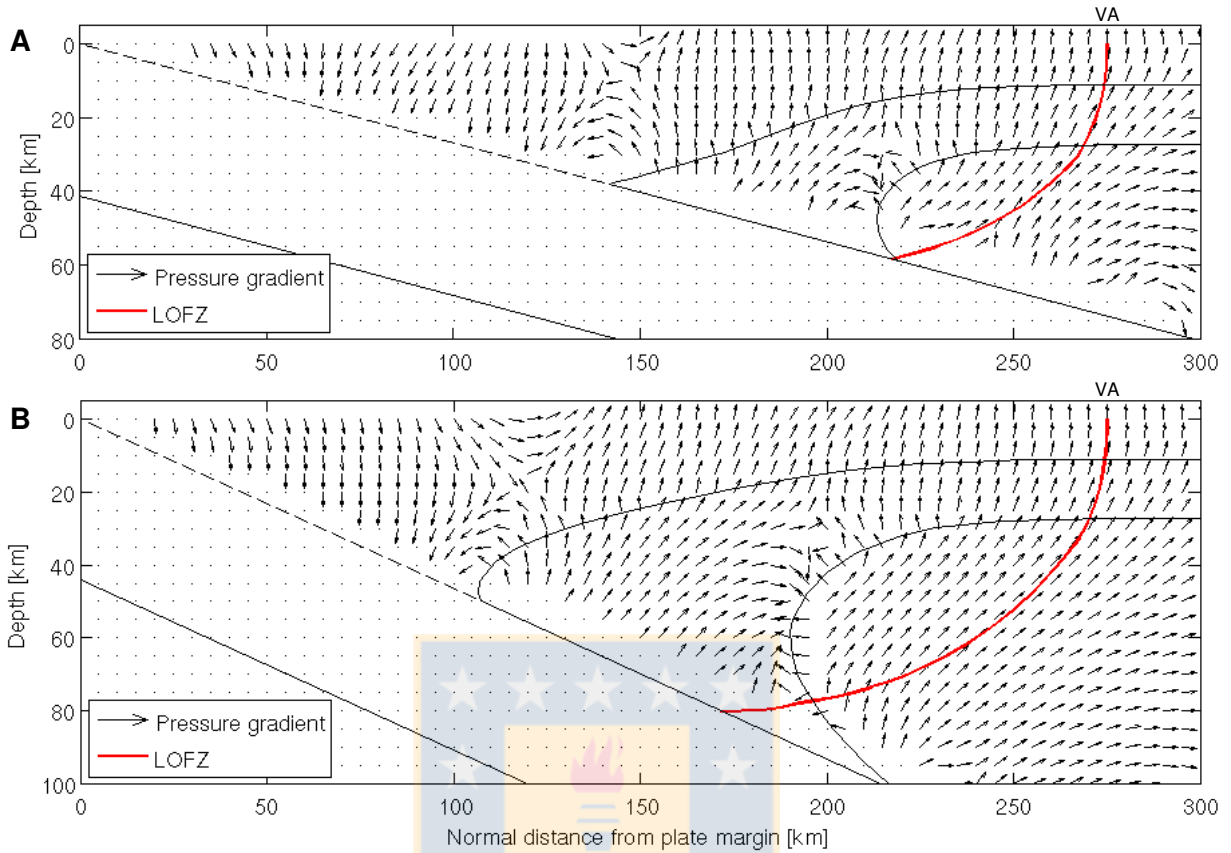 VA
A
0
20
40
60
80
Depth [km]
Pressure gradient
LOFZ
0 50 100 150 200 250 300
VA
B
0
20
40
60
80
100
Depth [km]
Pressure gradient
LOFZ
0 50 100 150 200 250 300
Normal distance from plate margin [km]